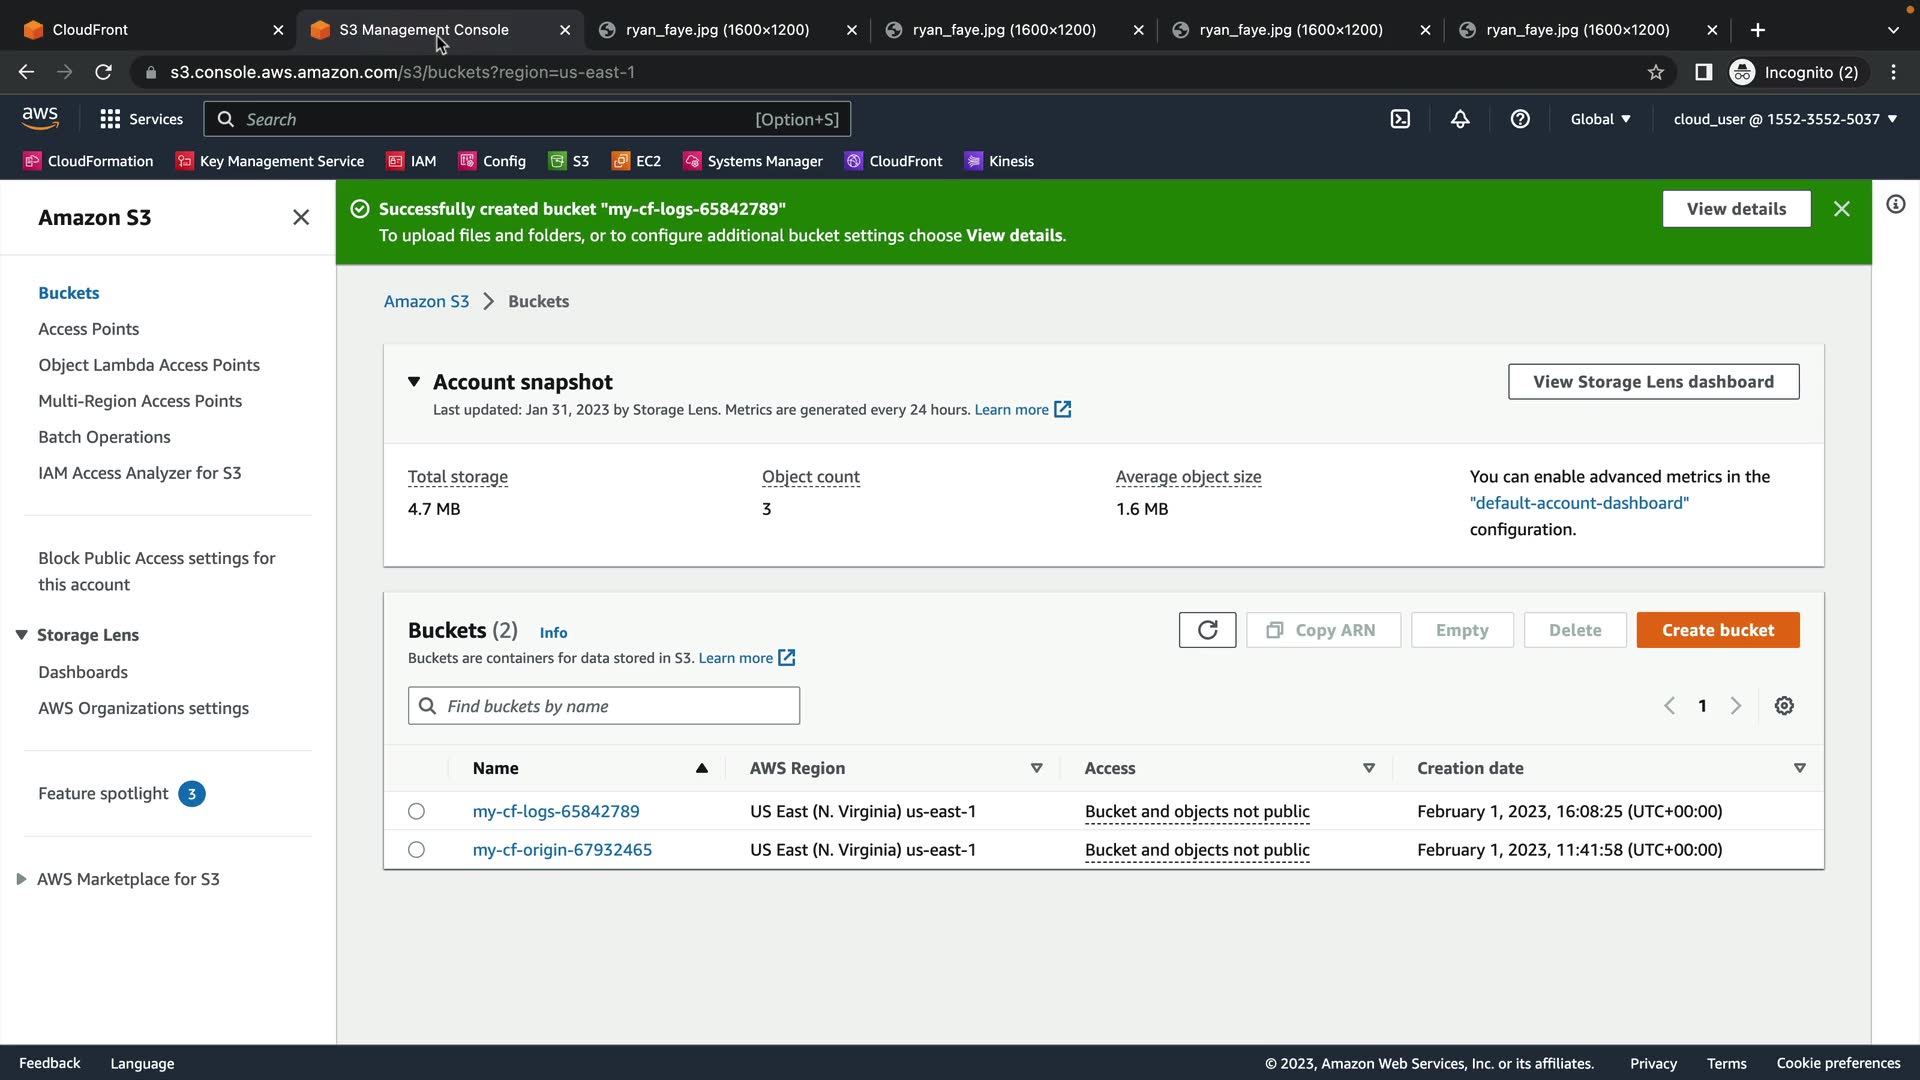 CloudFront
S3 Management Console
ryan_faye.jpg (1600×1200)
ryan_faye.jpg (1600×1200)
ryan_faye.jpg (1600×1200)
ryan_faye.jpg (1600×1200)
s3.console.aws.amazon.com/s3/buckets?region=us-east-1
Incognito (2)
aws
Services
Search
[Option+S]
Global
cloud_user @ 1552-3552-5037
CloudFormation
Key Management Service
IAM
Config
S3
EC2
Systems Manager
CloudFront
Kinesis
Amazon S3
Buckets
Access Points
Object Lambda Access Points
Multi-Region Access Points
Batch Operations
IAM Access Analyzer for S3
Block Public Access settings for
this account
Storage Lens
Dashboards
AWS Organizations settings
Feature spotlight 3
AWS Marketplace for S3
Successfully created bucket "my-cf-logs-65842789"
To upload files and folders, or to configure additional bucket settings choose View details.
View details
Amazon S3 > Buckets
Account snapshot
Last updated: Jan 31, 2023 by Storage Lens. Metrics are generated every 24 hours. Learn more
View Storage Lens dashboard
Total storage
4.7 MB
Object count
3
Average object size
1.6 MB
You can enable advanced metrics in the
"default-account-dashboard"
configuration.
Buckets (2) Info
Buckets are containers for data stored in S3. Learn more
Copy ARN
Empty
Delete
Create bucket
Find buckets by name
1
Name AWS Region Access Creation date
my-cf-logs-65842789 US East (N. Virginia) us-east-1 Bucket and objects not public February 1, 2023, 16:08:25 (UTC+00:00)
my-cf-origin-67932465 US East (N. Virginia) us-east-1 Bucket and objects not public February 1, 2023, 11:41:58 (UTC+00:00)
Feedback Language © 2023, Amazon Web Services, Inc. or its affiliates. Privacy Terms Cookie preferences